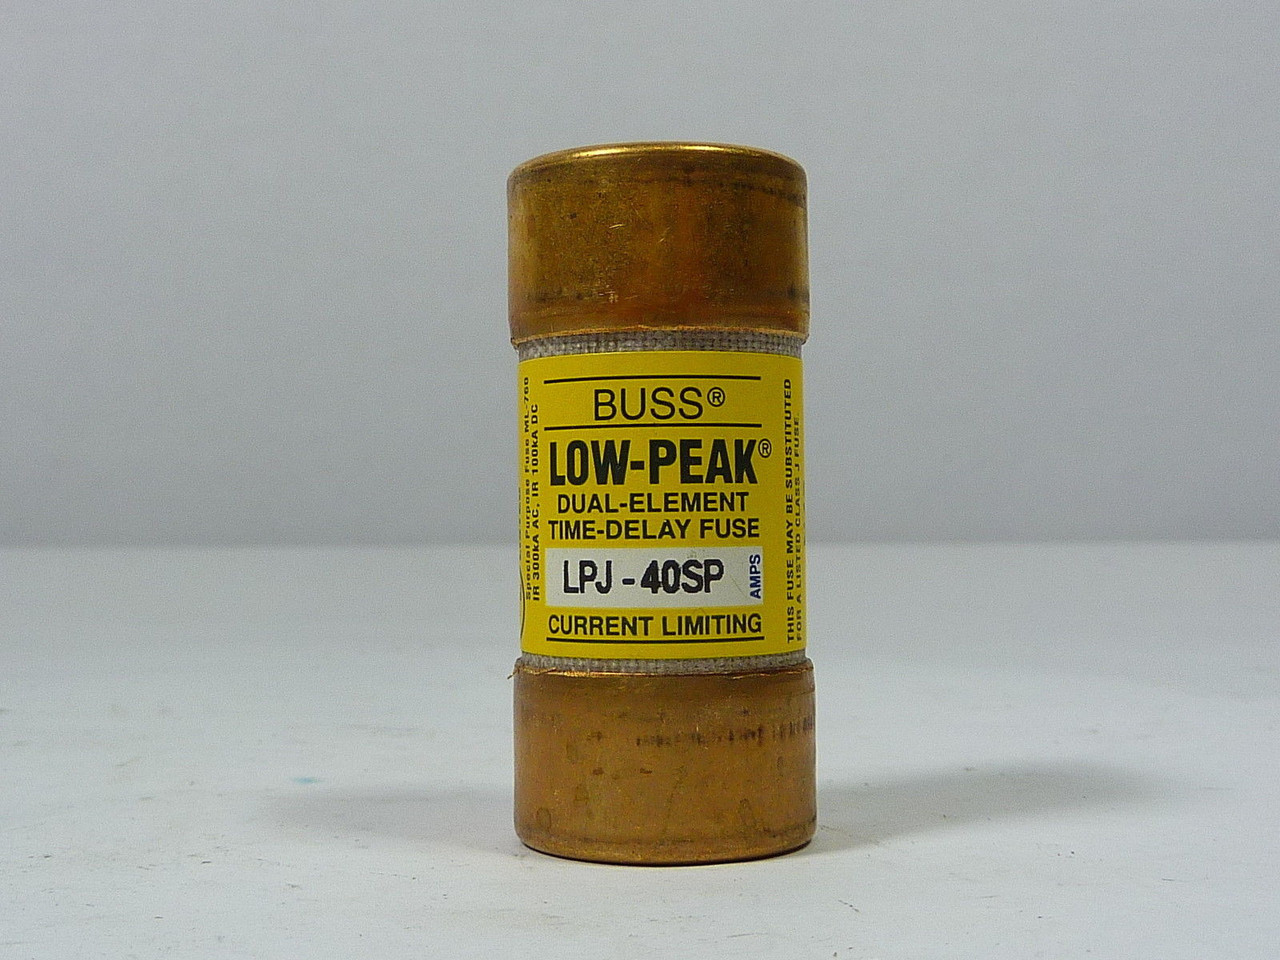 BUSS®
LOW-PEAK®
DUAL-ELEMENT
TIME-DELAY FUSE
LPJ-40SP AMPS
CURRENT LIMITING
Special Purpose Fuse ML-760
IR 300kA AC, IR 100kA DC
THIS FUSE MAY BE SUBSTITUTED
FOR A LISTED CLASS J FUSE